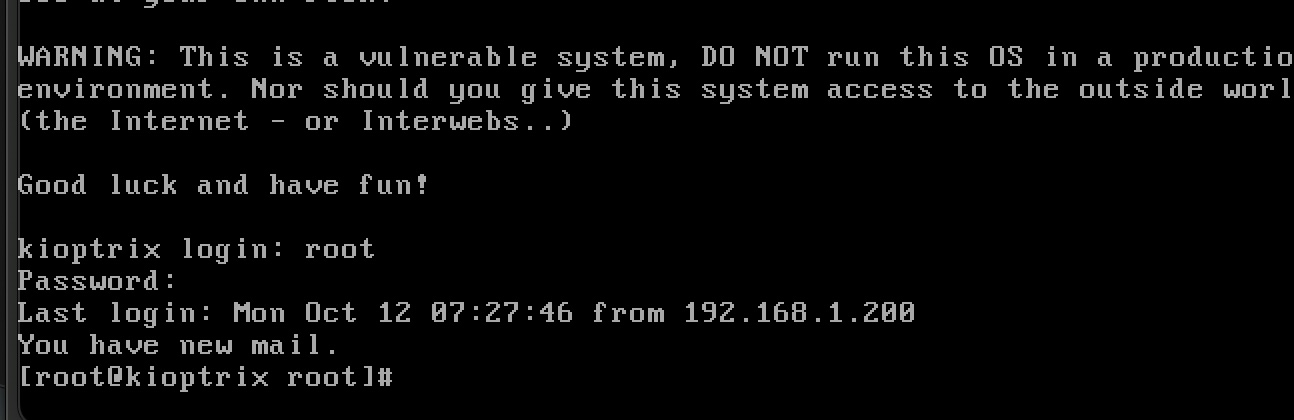 WARNING: This is a vulnerable system, DO NOT run this OS in a productio
environment. Nor should you give this system access to the outside worl
(the Internet - or Interwebs..)
Good luck and have fun!
kioptrix login: root
Password:
Last login: Mon Oct 12 07:27:46 from 192.168.1.200
You have new mail.
[root@kioptrix root]#